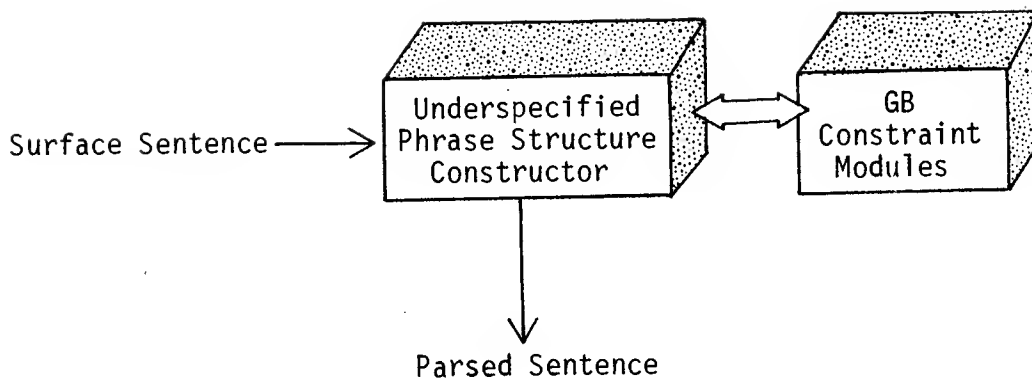 Surface Sentence
Underspecified
Phrase Structure
Constructor
GB
Constraint
Modules
Parsed Sentence